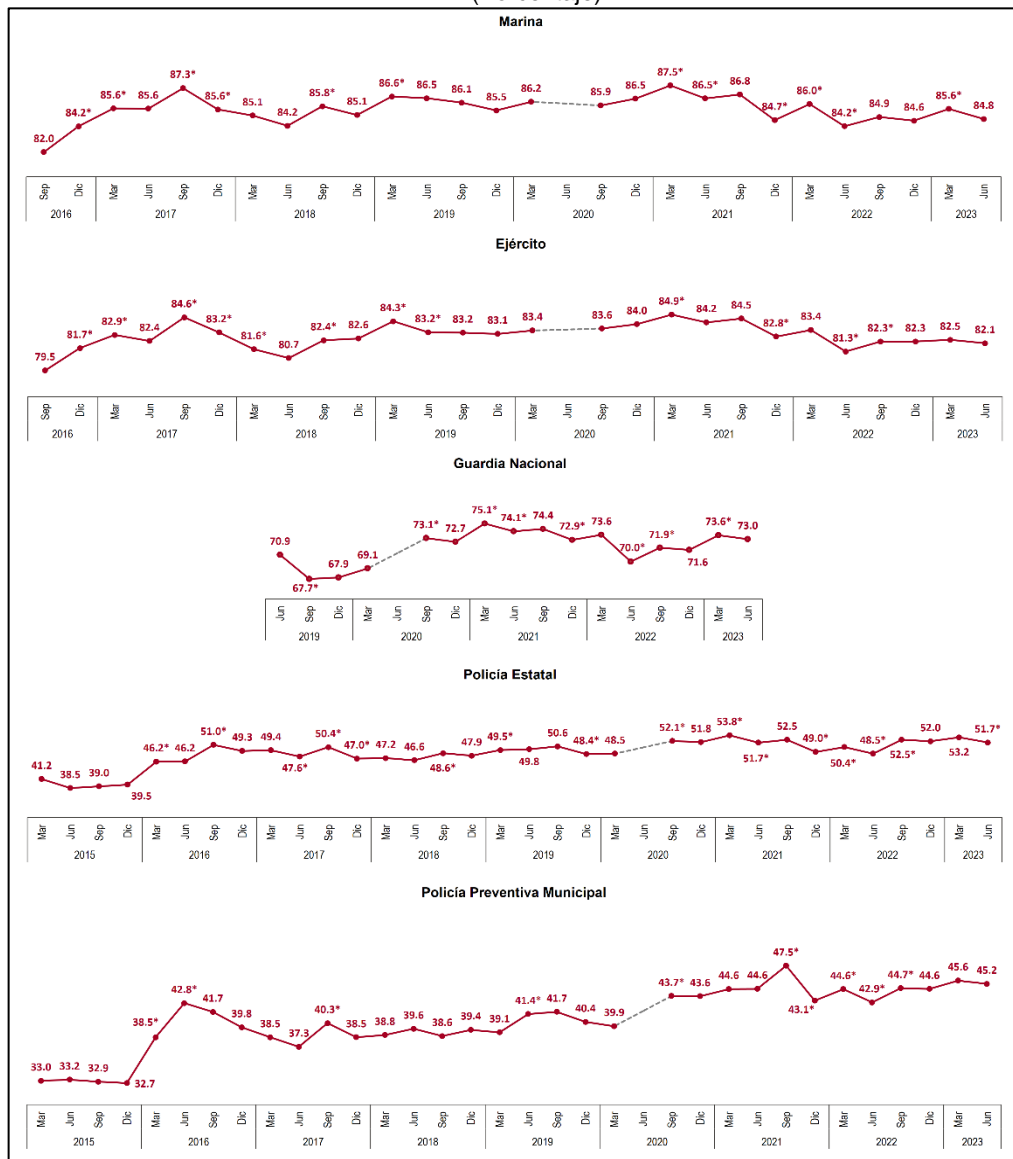 Marina
82.0 84.2* 85.6* 85.6 87.3* 85.6* 85.1 84.2 85.8* 85.1 86.6* 86.5 86.1 85.5 86.2 85.9 86.5 87.5* 86.5* 86.8 84.7* 86.0* 84.2* 84.9 84.6 85.6* 84.8
Sep Dic Mar Jun Sep Dic Mar Jun Sep Dic Mar Jun Sep Dic Mar Jun Sep Dic Mar Jun Sep Dic Mar Jun Sep Dic Mar Jun
2016 2017 2018 2019 2020 2021 2022 2023
Ejército
79.5 81.7* 82.9* 82.4 84.6* 83.2* 81.6* 80.7 82.4* 82.6 84.3* 83.2* 83.2 83.1 83.4 83.6 84.0 84.9* 84.2 84.5 82.8* 83.4 81.3* 82.3* 82.3 82.5 82.1
Sep Dic Mar Jun Sep Dic Mar Jun Sep Dic Mar Jun Sep Dic Mar Jun Sep Dic Mar Jun Sep Dic Mar Jun Sep Dic Mar Jun
2016 2017 2018 2019 2020 2021 2022 2023
Guardia Nacional
70.9 67.7* 67.9 69.1 73.1* 72.7 75.1* 74.1* 74.4 72.9* 73.6 70.0* 71.9* 71.6 73.6* 73.0
Jun Sep Dic Mar Jun Sep Dic Mar Jun Sep Dic Mar Jun Sep Dic Mar Jun
2019 2020 2021 2022 2023
Policía Estatal
41.2 38.5 39.0 39.5 46.2* 46.2 51.0* 49.3 49.4 47.6* 50.4* 47.0* 47.2 46.6 48.6* 47.9 49.5* 49.8 50.6 48.4* 48.5 52.1* 51.8 53.8* 51.7* 52.5 49.0* 50.4* 48.5* 52.5* 52.0 53.2 51.7*
Mar Jun Sep Dic Mar Jun Sep Dic Mar Jun Sep Dic Mar Jun Sep Dic Mar Jun Sep Dic Mar Jun Sep Dic Mar Jun Sep Dic Mar Jun Sep Dic Mar Jun
2015 2016 2017 2018 2019 2020 2021 2022 2023
Policía Preventiva Municipal
33.0 33.2 32.9 32.7 38.5* 42.8* 41.7 39.8 38.5 37.3 40.3* 38.5 38.8 39.6 38.6 39.4 39.1 41.4* 41.7 40.4 39.9 43.7* 43.6 44.6 44.6 47.5* 43.1* 44.6* 42.9* 44.7* 44.6 45.6 45.2
Mar Jun Sep Dic Mar Jun Sep Dic Mar Jun Sep Dic Mar Jun Sep Dic Mar Jun Sep Dic Mar Jun Sep Dic Mar Jun Sep Dic Mar Jun Sep Dic Mar Jun
2015 2016 2017 2018 2019 2020 2021 2022 2023